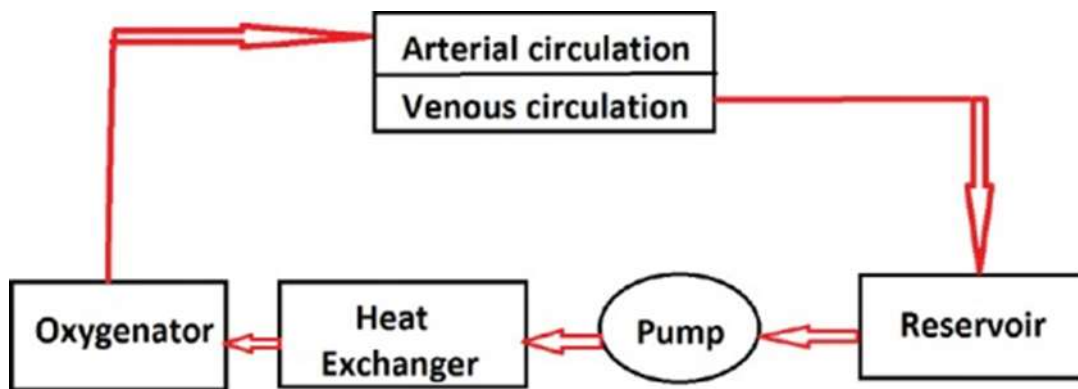 Arterial circulation
Venous circulation
Oxygenator
Heat
Exchanger
Pump
Reservoir